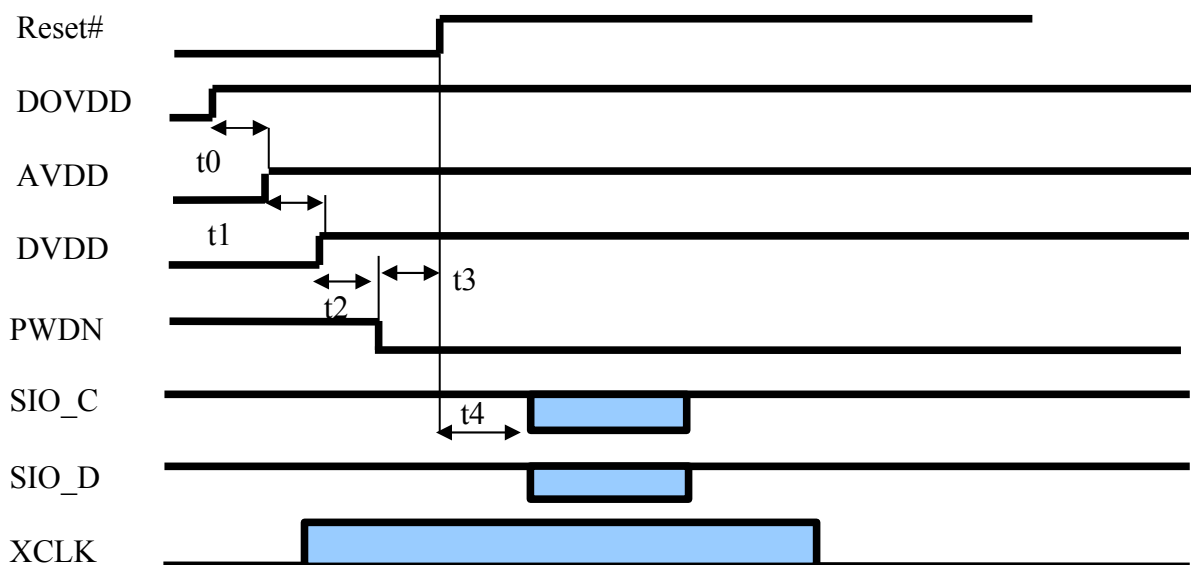 Reset#
DOVDD
t0
AVDD
t1
DVDD
t3
t2
PWDN
SIO_C
t4
SIO_D
XCLK